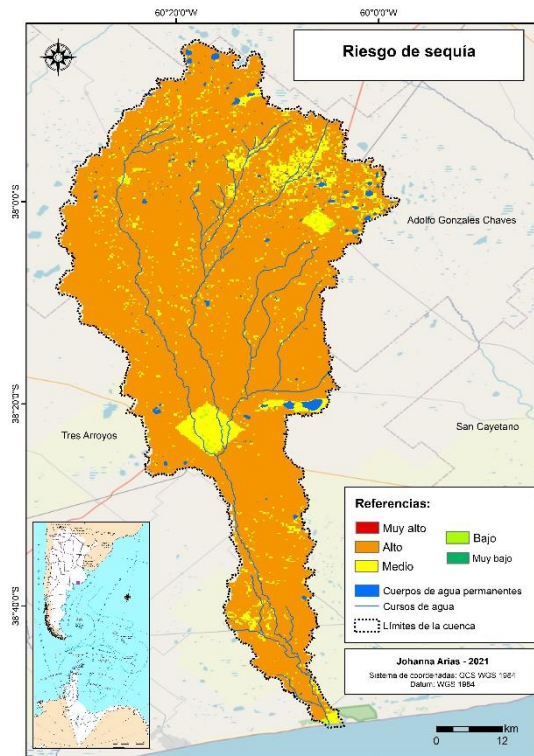 60°20'0"W
60°0'0"W
Riesgo de sequía
38°0'0"S
Adolfo Gonzales Chaves
38°20'0"S
Tres Arroyos
San Cayetano
38°40'0"S
Referencias:
Muy alto
Alto
Medio
Bajo
Muy bajo
Cuerpos de agua permanentes
Cursos de agua
Límites de la cuenca
Johanna Arias - 2021
Sistema de coordenadas: GCS WGS 1984
Datum: WGS 1984
km
0 12